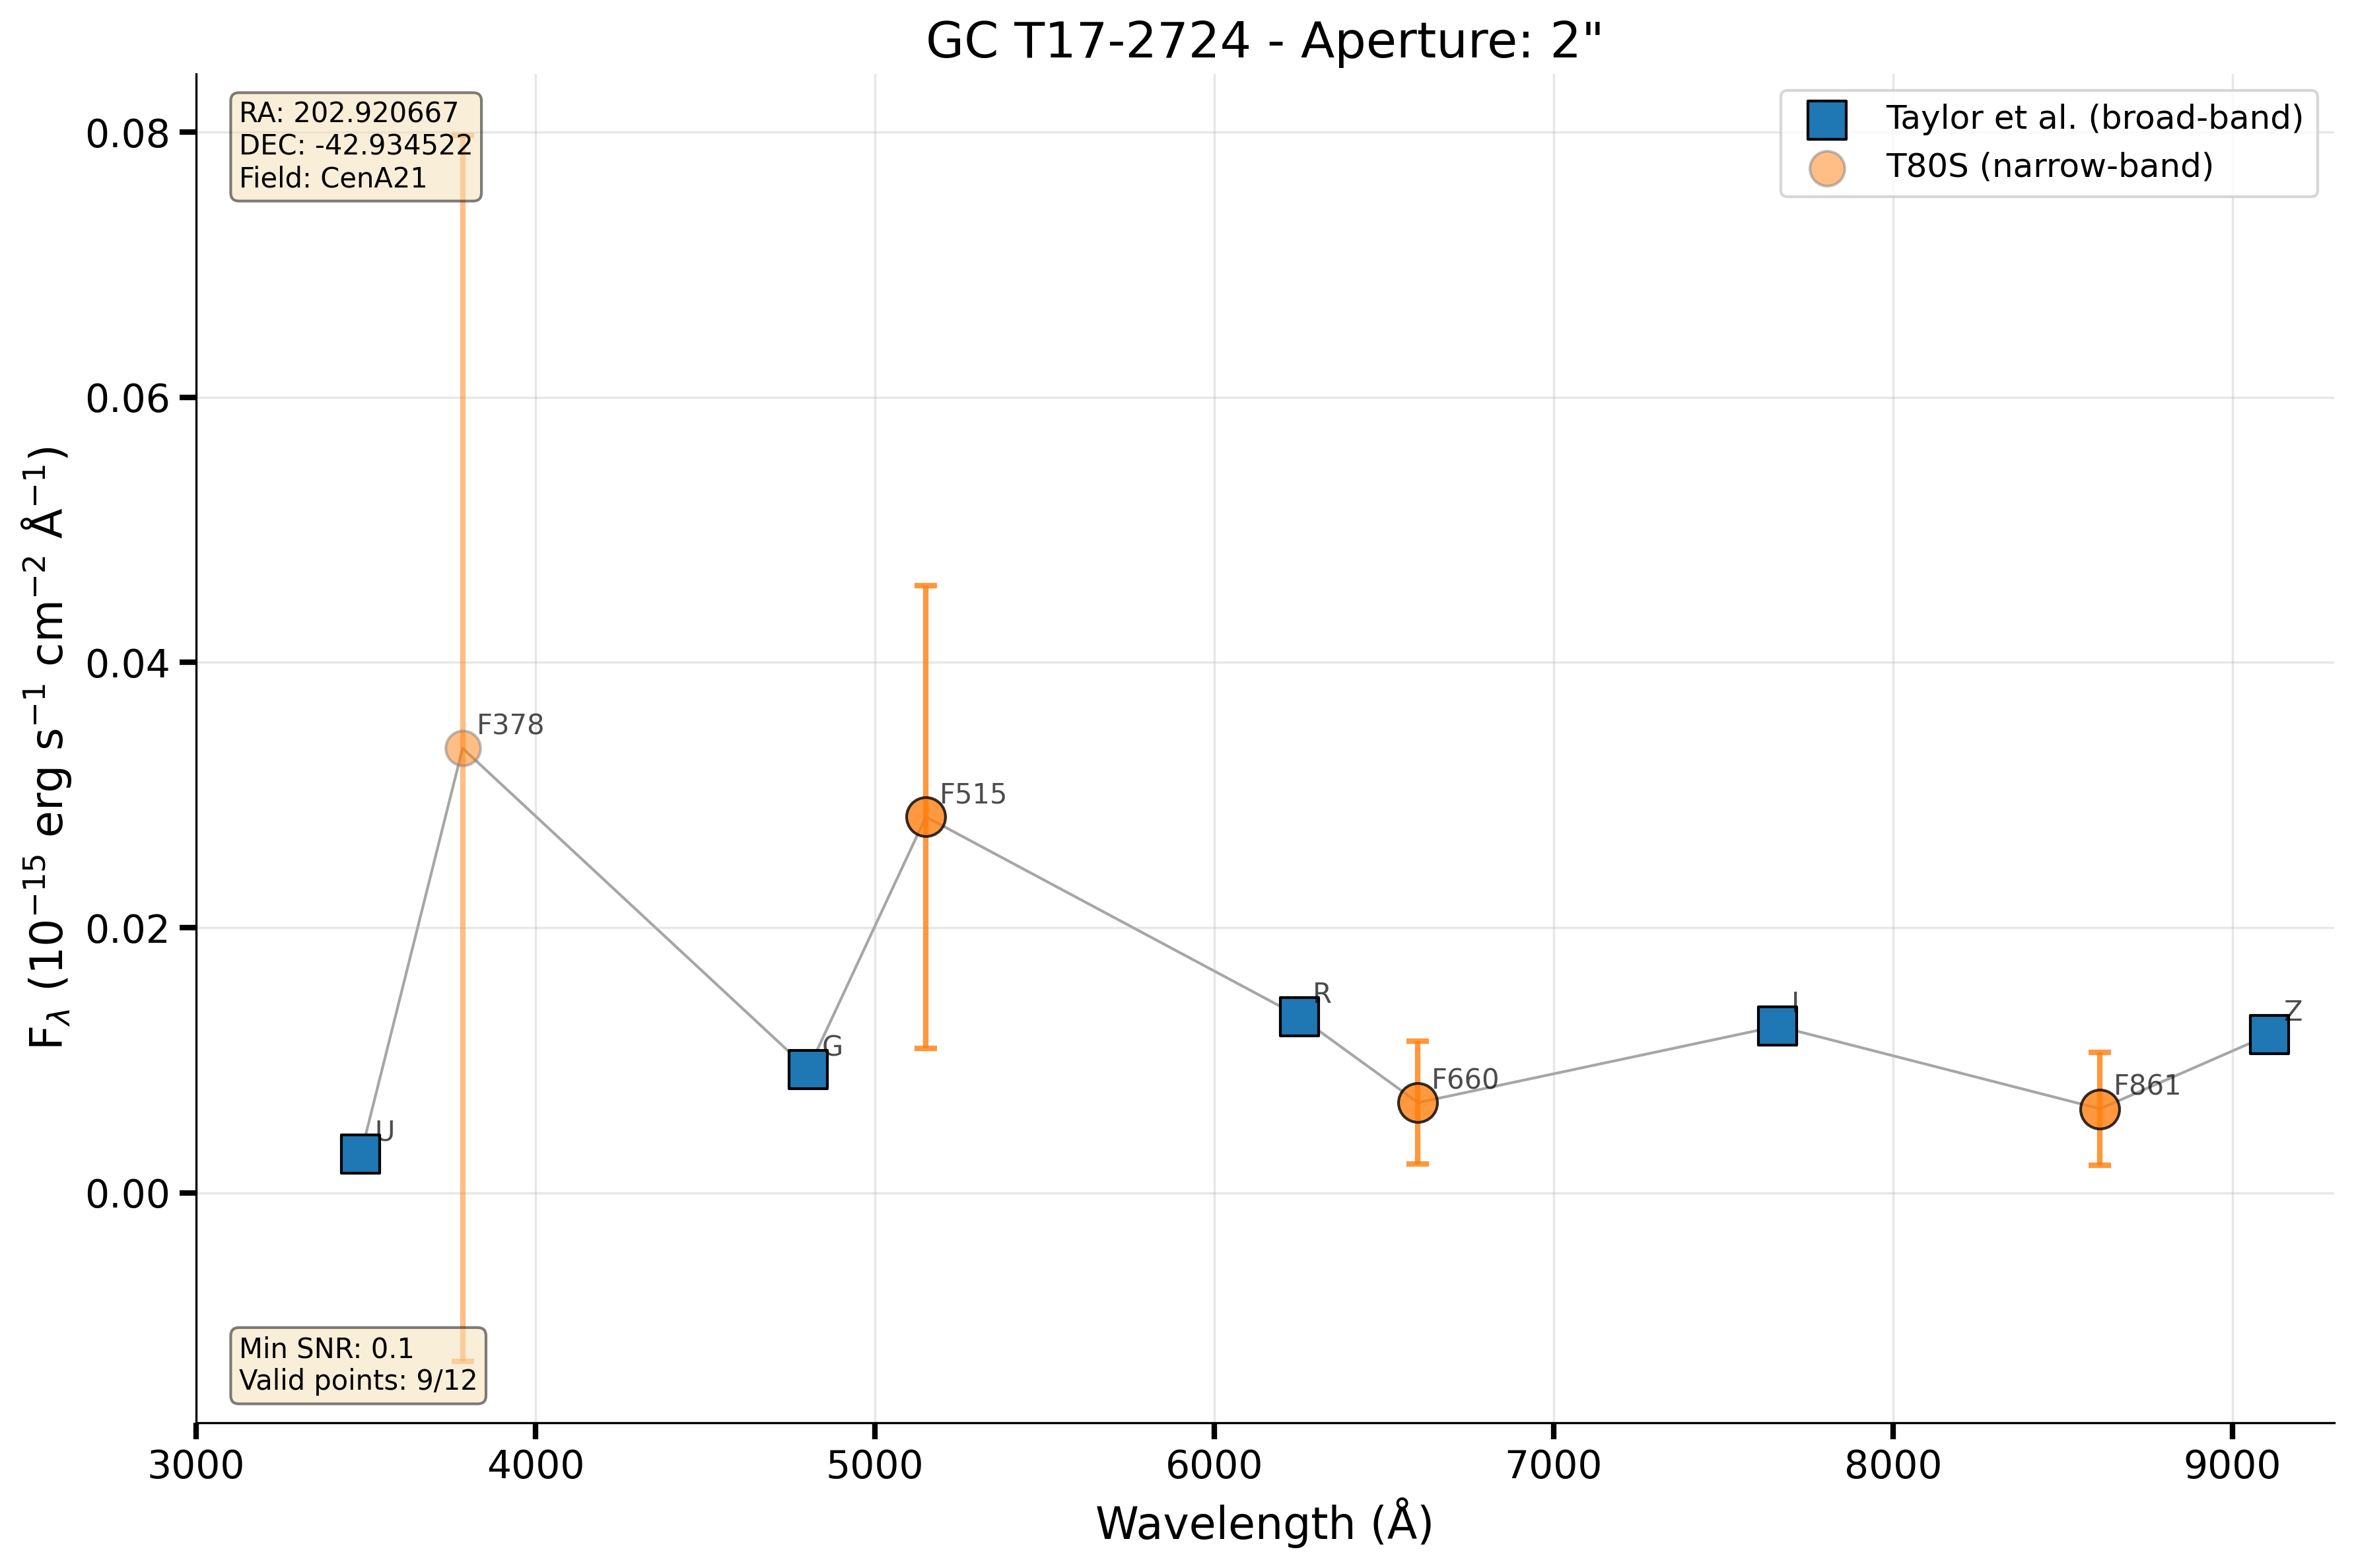 GC T17-2724 - Aperture: 2"
RA: 202.920667
DEC: -42.934522
Field: CenA21
Taylor et al. (broad-band)
T80S (narrow-band)
0.08
0.06
0.04
0.02
0.00
F_λ (10⁻¹⁵ erg s⁻¹ cm⁻² Å⁻¹)
F378
F515
R
I
Z
G
F660
F861
U
Min SNR: 0.1
Valid points: 9/12
3000 4000 5000 6000 7000 8000 9000
Wavelength (Å)